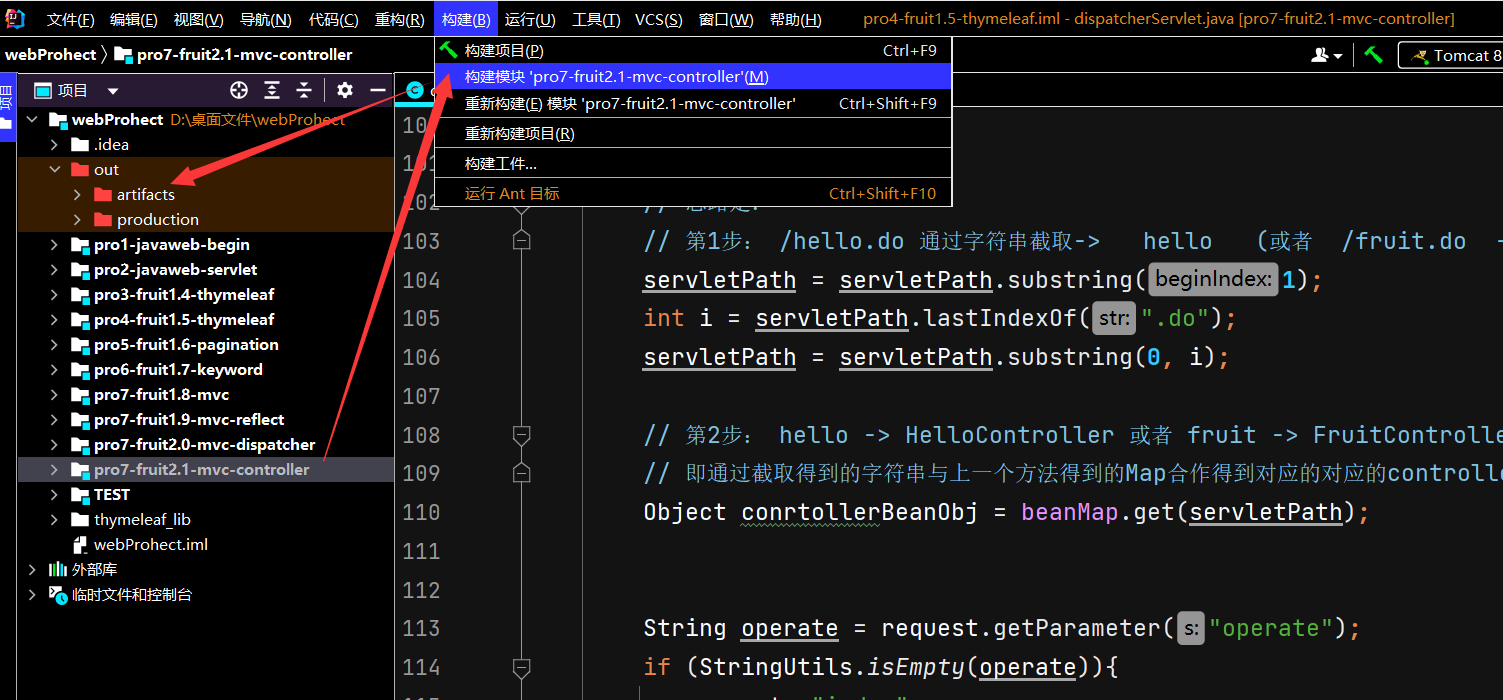 文件(F) 编辑(E) 视图(V) 导航(N) 代码(C) 重构(R) 构建(B) 运行(U) 工具(T) VCS(S) 窗口(W) 帮助(H) pro4-fruit1.5-thymeleaf.iml - dispatcherServlet.java [pro7-fruit2.1-mvc-controller]
webProhect 〉 pro7-fruit2.1-mvc-controller
Tomcat 8
构建项目(P) Ctrl+F9
构建模块 'pro7-fruit2.1-mvc-controller'(M)
重新构建(E) 模块 'pro7-fruit2.1-mvc-controller' Ctrl+Shift+F9
重新构建项目(R)
构建工件...
运行 Ant 目标 Ctrl+Shift+F10
项目
项目
webProhect D:\桌面文件\webProhect
.idea
out
artifacts
production
pro1-javaweb-begin
pro2-javaweb-servlet
pro3-fruit1.4-thymeleaf
pro4-fruit1.5-thymeleaf
pro5-fruit1.6-pagination
pro6-fruit1.7-keyword
pro7-fruit1.8-mvc
pro7-fruit1.9-mvc-reflect
pro7-fruit2.0-mvc-dispatcher
pro7-fruit2.1-mvc-controller
TEST
thymeleaf_lib
webProhect.iml
外部库
临时文件和控制台
102
103 // 第1步： /hello.do 通过字符串截取-> hello （或者 /fruit.do -
104 servletPath = servletPath.substring( beginIndex: 1);
105 int i = servletPath.lastIndexOf( str: ".do");
106 servletPath = servletPath.substring(0, i);
107
108 // 第2步： hello -> HelloController 或者 fruit -> FruitControlle
109 // 即通过截取得到的字符串与上一个方法得到的Map合作得到对应的对应的controlle
110 Object conrtollerBeanObj = beanMap.get(servletPath);
111
112
113 String operate = request.getParameter( s: "operate");
114 if (StringUtils.isEmpty(operate)){